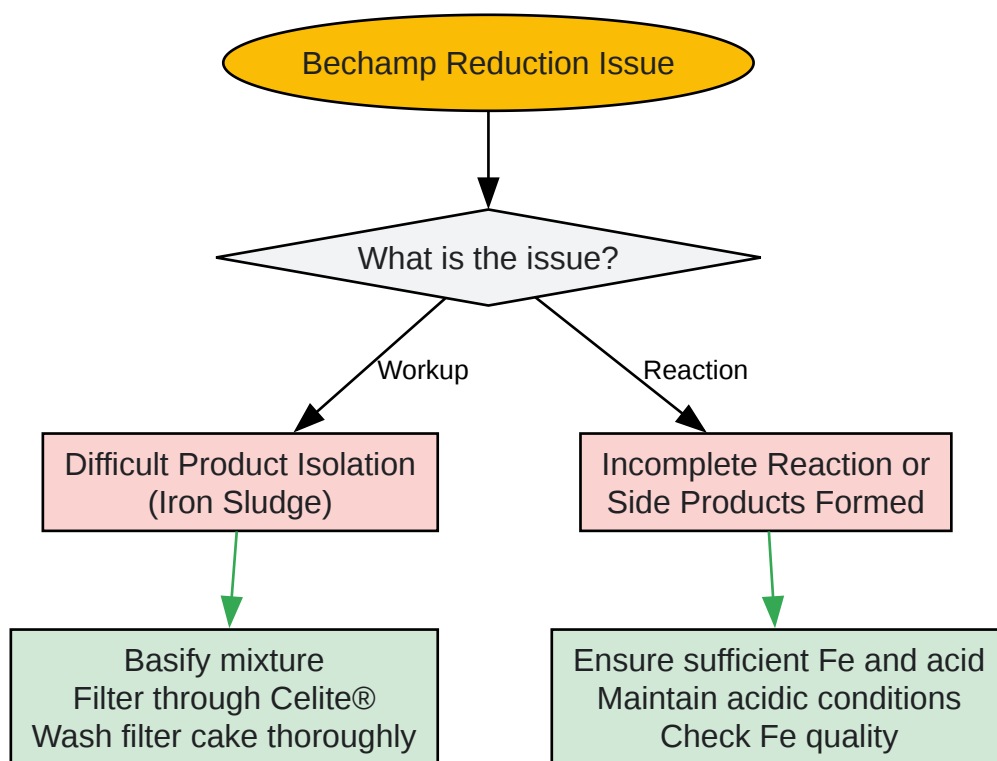 Bechamp Reduction Issue
What is the issue?
Workup
Reaction
Difficult Product Isolation
(Iron Sludge)
Incomplete Reaction or
Side Products Formed
Basify mixture
Filter through Celite®
Wash filter cake thoroughly
Ensure sufficient Fe and acid
Maintain acidic conditions
Check Fe quality